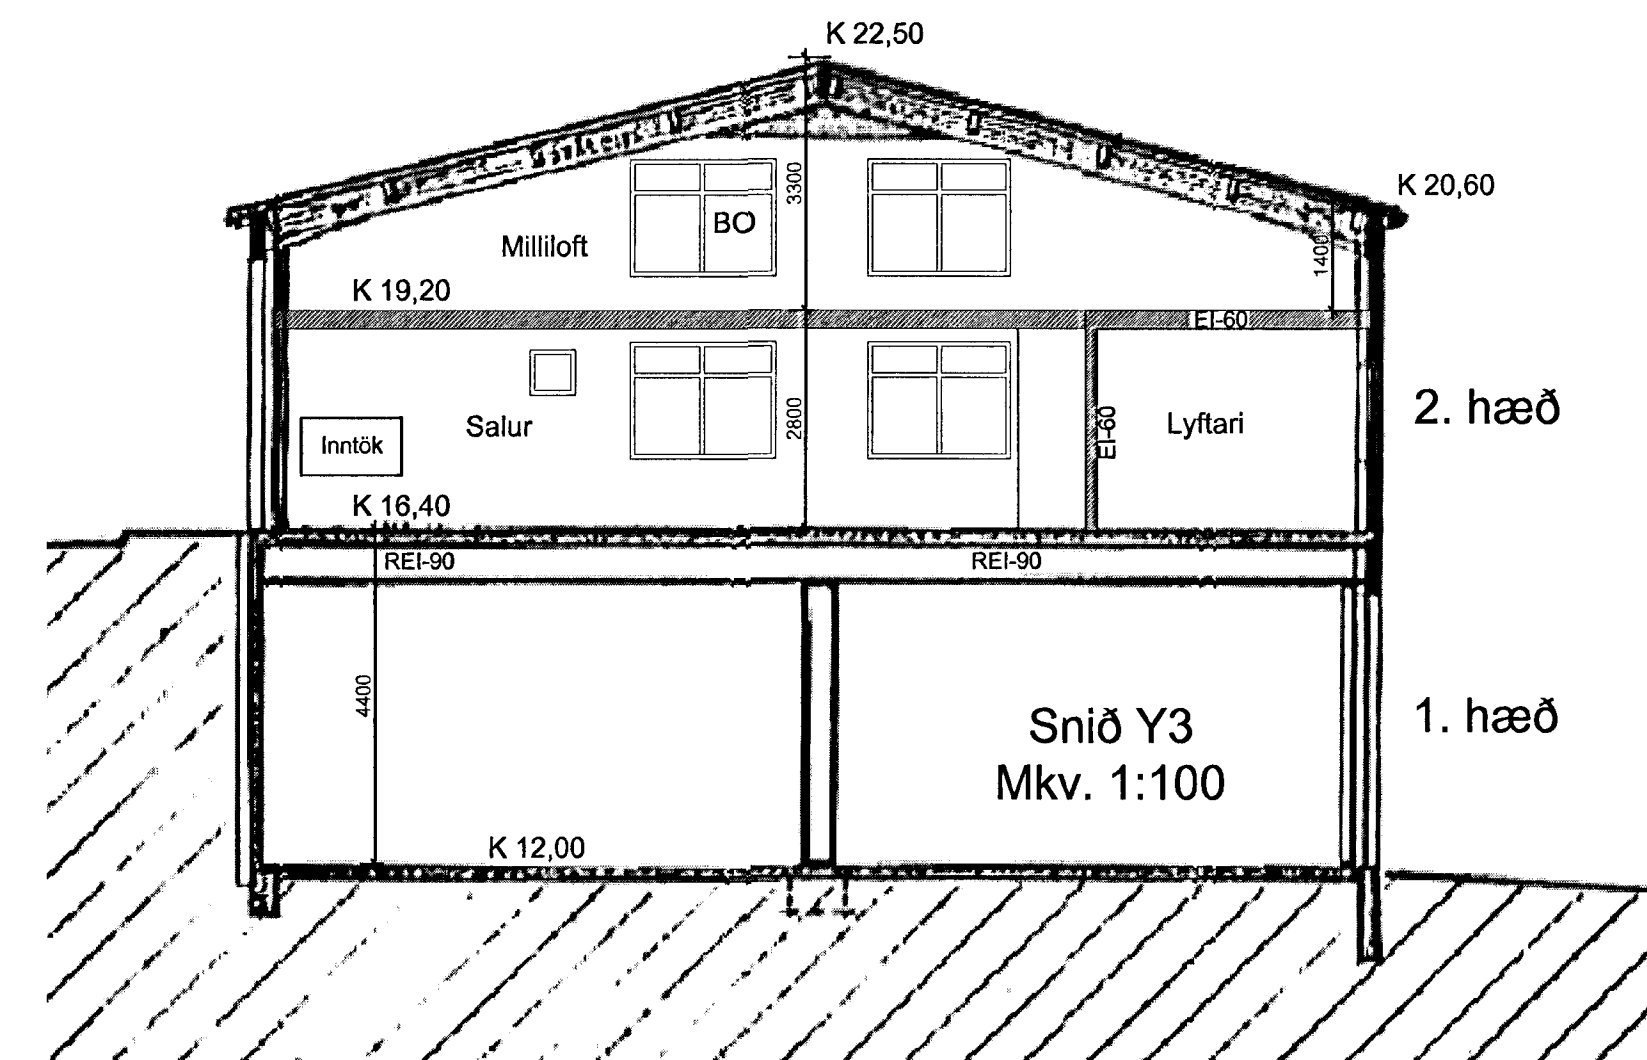 K 22,50
K 20,60
3300
BO
Milliloft
1400
K 19,20
EI-60
2. hæð
2800
EI-60
Lyftari
Salur
Inntök
K 16,40
REI-90
REI-90
4400
1. hæð
Snið Y3
Mkv. 1:100
K 12,00